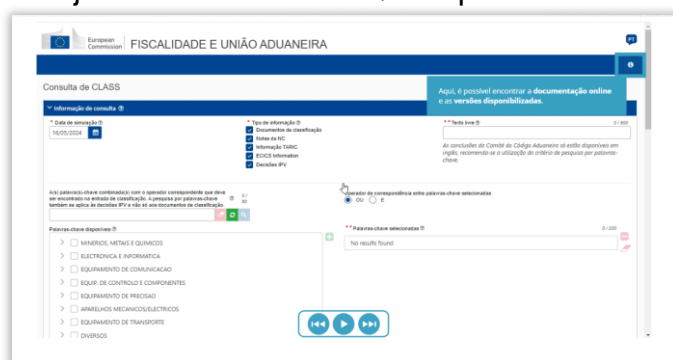 European
Commission
FISCALIDADE E UNIÃO ADUANEIRA
PT
Consulta de CLASS
Aqui, é possível encontrar a documentação online
e as versões disponibilizadas.
Informação de consulta
* Data de simulação
16/05/2024
* Tipo de informação
Documentos de classificação
Notas da NC
Informação TARIC
ECICS Information
Decisões IPV
* * Texto livre
As conclusões do Comité do Código Aduaneiro só estão disponíveis em
inglês, recomenda-se a utilização do critério de pesquisa por palavras-
chave.
A(s) palavra(s)-chave combinada(s) com o operador correspondente que deve
ser encontrado na entrada de classificação. A pesquisa por palavras-chave
também se aplica às decisões IPV e não só aos documentos de classificação.
Operador de correspondência entre palavras-chave selecionadas
OU
E
Palavras-chave disponíveis
MINERIOS, METAIS E QUIMICOS
ELECTRONICA E INFORMATICA
EQUIPAMENTO DE COMUNICACAO
EQUIP. DE CONTROLO E COMPONENTES
EQUIPAMENTO DE PRECISAO
APARELHOS MECANICOS/ELECTRICOS
EQUIPAMENTO DE TRANSPORTE
DIVERSOS
* * Palavras-chave selecionadas
No results found